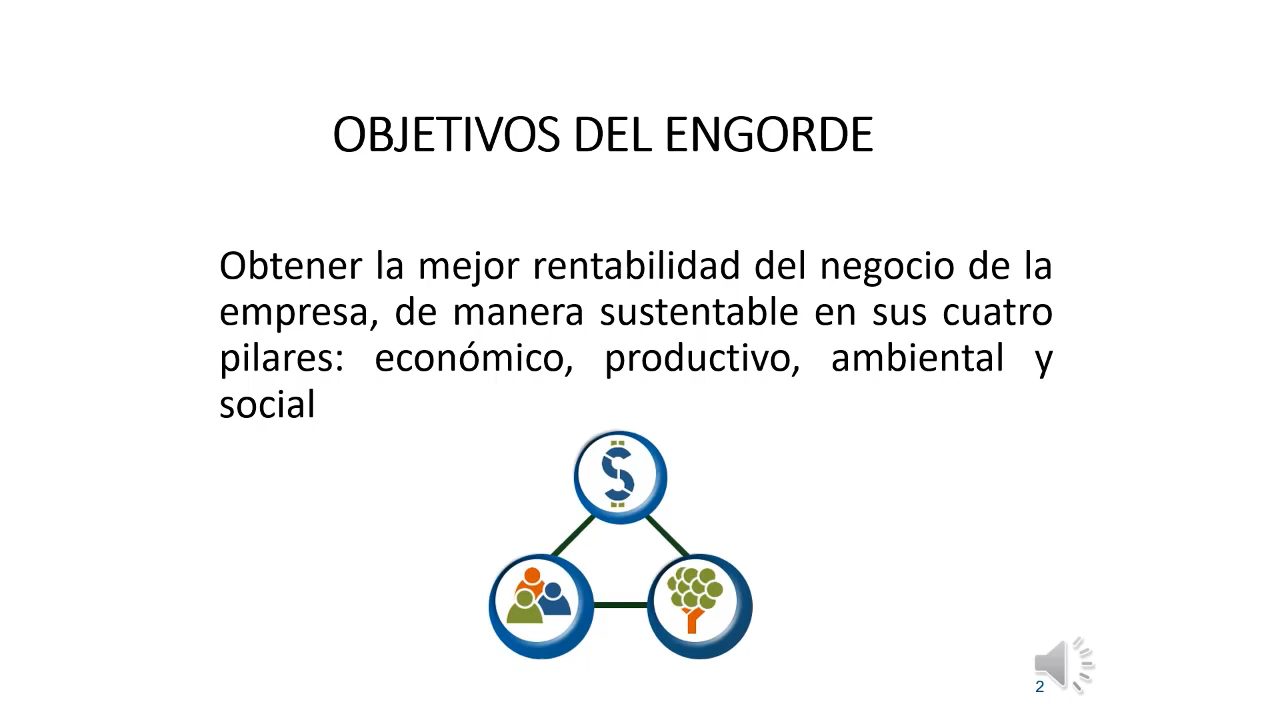 OBJETIVOS DEL ENGORDE
Obtener la mejor rentabilidad del negocio de la
empresa, de manera sustentable en sus cuatro
pilares: económico, productivo, ambiental y
social
2